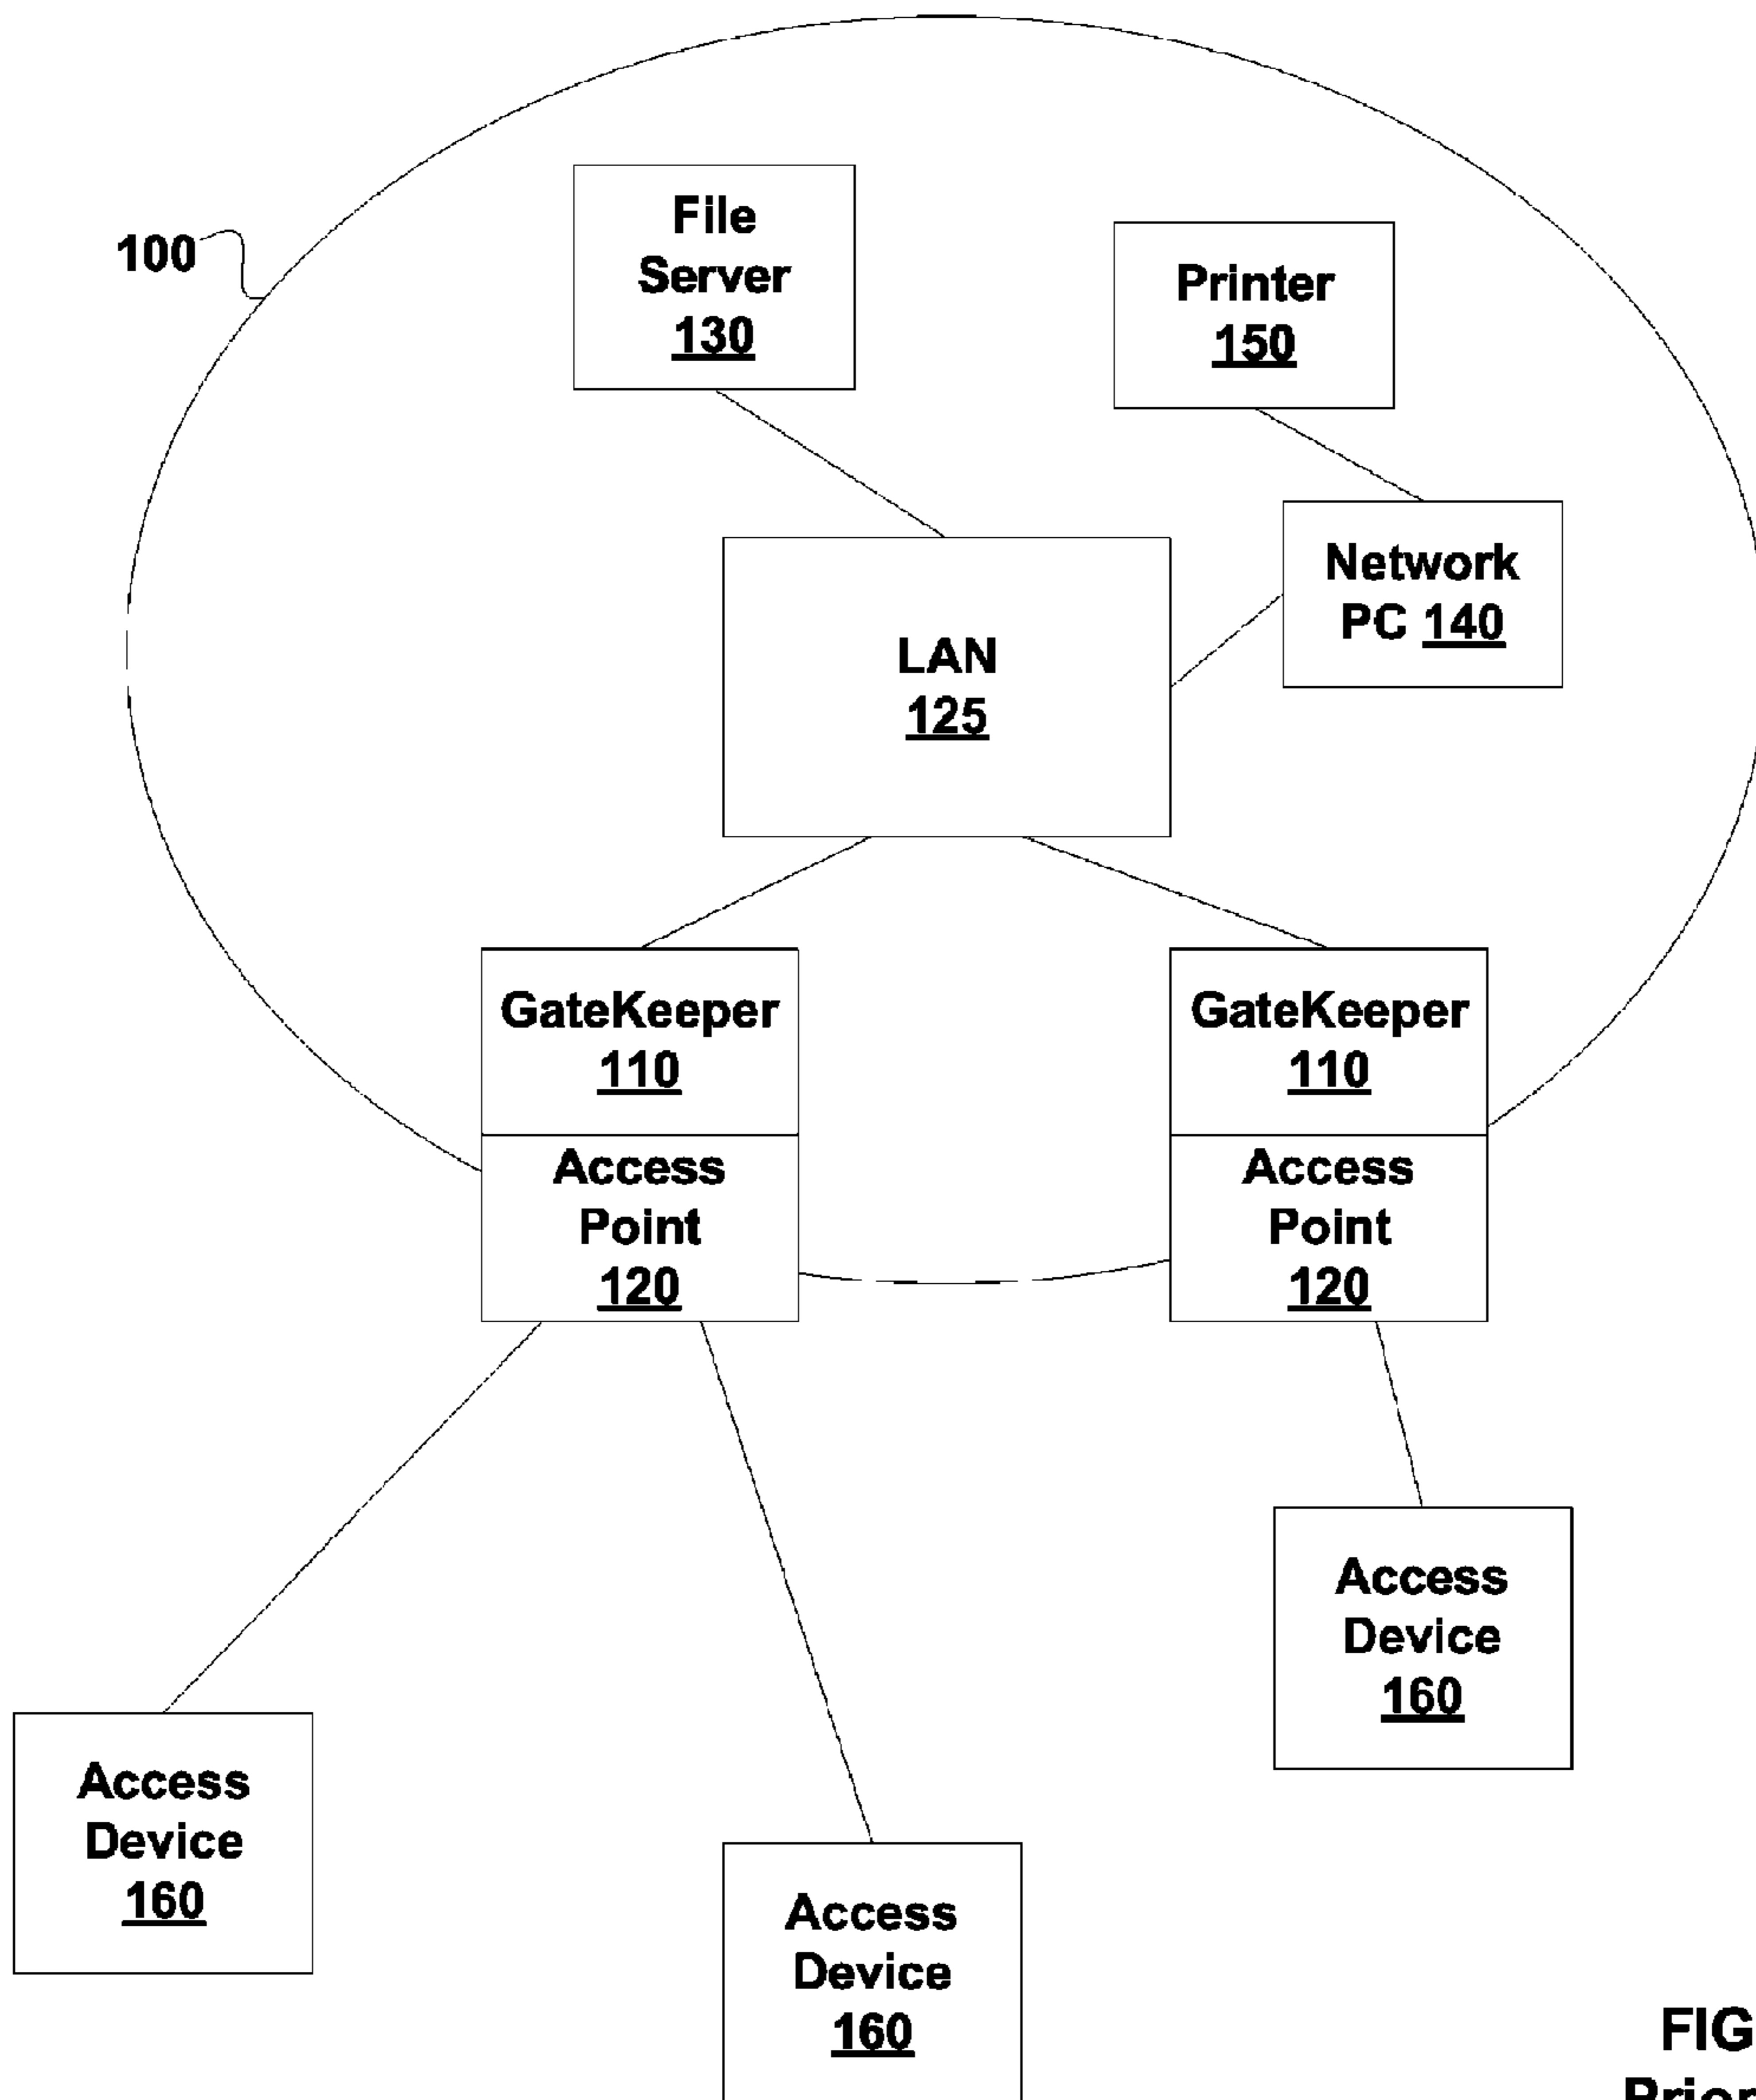 File
Server
130
100
Printer
150
Network
PC 140
LAN
125
GateKeeper
110
GateKeeper
110
Access
Point
120
Access
Point
120
Access
Device
160
Access
Device
160
Access
Device
160
FIG
Prior